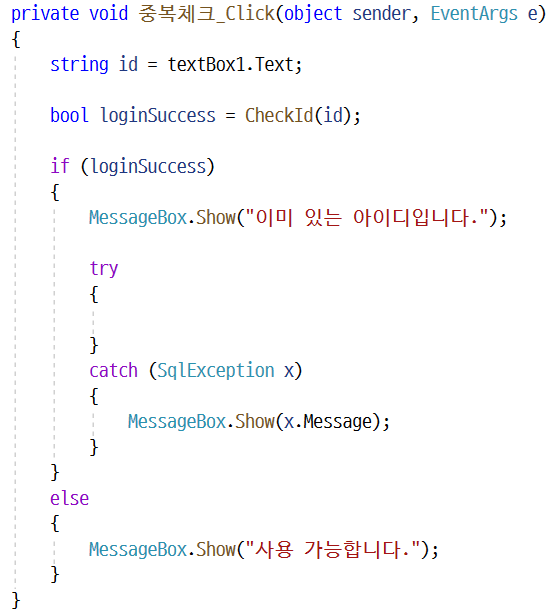 private void 중복체크_Click(object sender, EventArgs e)
{
string id = textBox1.Text;
bool loginSuccess = CheckId(id);
if (loginSuccess)
{
MessageBox.Show("이미 있는 아이디입니다.");
try
{
}
catch (SqlException x)
{
MessageBox.Show(x.Message);
}
}
else
{
MessageBox.Show("사용 가능합니다.");
}
}